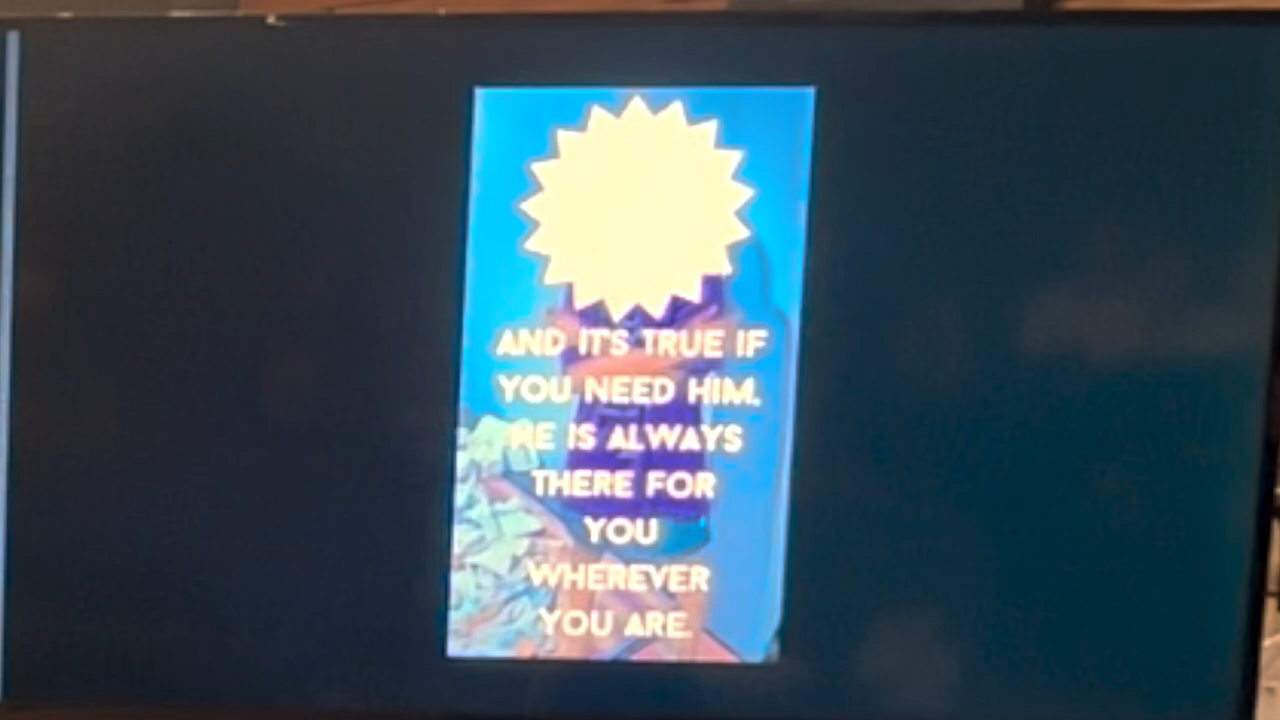 AND IT'S TRUE IF
YOU NEED HIM.
HE IS ALWAYS
THERE FOR
YOU
WHEREVER
YOU ARE.